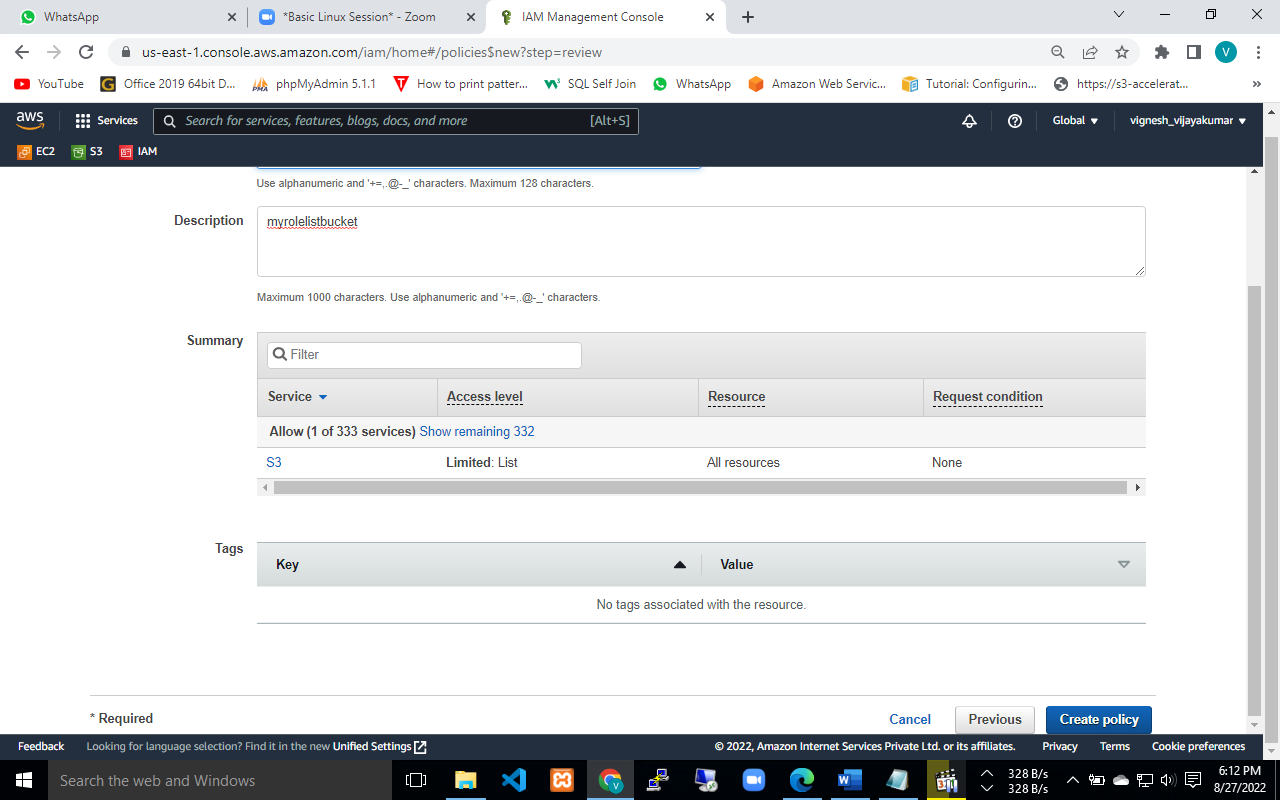 WhatsApp
*Basic Linux Session* - Zoom
IAM Management Console
us-east-1.console.aws.amazon.com/iam/home#/policies$new?step=review
V
YouTube
Office 2019 64bit D...
phpMyAdmin 5.1.1
How to print patter...
SQL Self Join
WhatsApp
Amazon Web Servic...
Tutorial: Configurin...
https://s3-accelerat...
aws
Services
Search for services, features, blogs, docs, and more
[Alt+S]
Global
vignesh_vijayakumar
EC2
S3
IAM
Use alphanumeric and '+=,.@-_' characters. Maximum 128 characters.
Description
myrolelistbucket
Maximum 1000 characters. Use alphanumeric and '+=,.@-_' characters.
Summary
Filter
Service
Access level
Resource
Request condition
Allow (1 of 333 services) Show remaining 332
S3
Limited: List
All resources
None
Tags
Key
Value
No tags associated with the resource.
* Required
Cancel
Previous
Create policy
Feedback
Looking for language selection? Find it in the new Unified Settings
© 2022, Amazon Internet Services Private Ltd. or its affiliates.
Privacy
Terms
Cookie preferences
Search the web and Windows
328 B/s
328 B/s
6:12 PM
8/27/2022